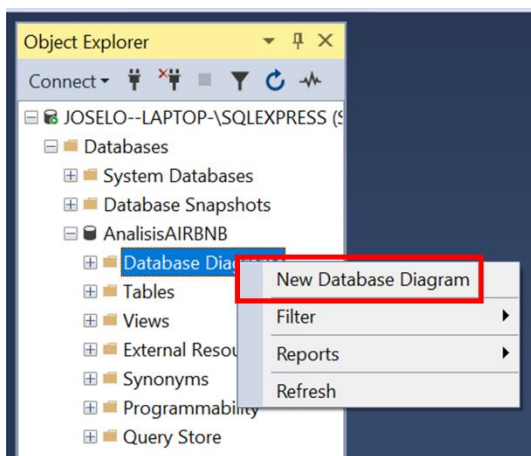 Object Explorer
Connect
JOSELO--LAPTOP-\SQLEXPRESS (S
Databases
System Databases
Database Snapshots
AnalisisAIRBNB
Database Diag
New Database Diagram
Tables
Views
Filter
External Resou
Reports
Synonyms
Refresh
Programmability
Query Store